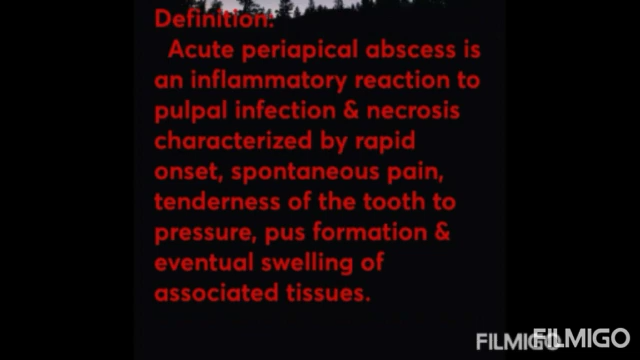 Definition:
Acute periapical abscess is
an inflammatory reaction to
pulpal infection & necrosis
characterized by rapid
onset, spontaneous pain,
tenderness of the tooth to
pressure, pus formation &
eventual swelling of
associated tissues.
FILMIGO
FILMIGO